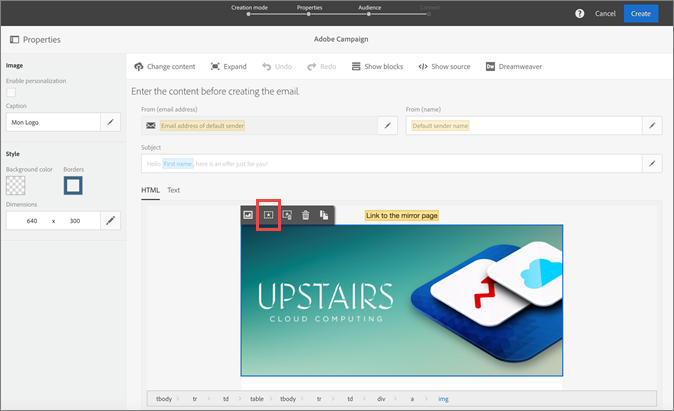 Creation mode Properties Audience Content
? Cancel Create
Properties
Adobe Campaign
Image
Enable personalization
Caption
Mon Logo
Style
Background color Borders
Dimensions
640 x 300
Change content Expand Undo Redo Show blocks Show source Dw Dreamweaver
Enter the content before creating the email.
From (email address) From (name)
Email address of default sender Default sender name
Subject
Hello First name, here is an offer just for you!
HTML Text
Link to the mirror page
UPSTAIRS
CLOUD COMPUTING
tbody tr td table tbody tr td div a img